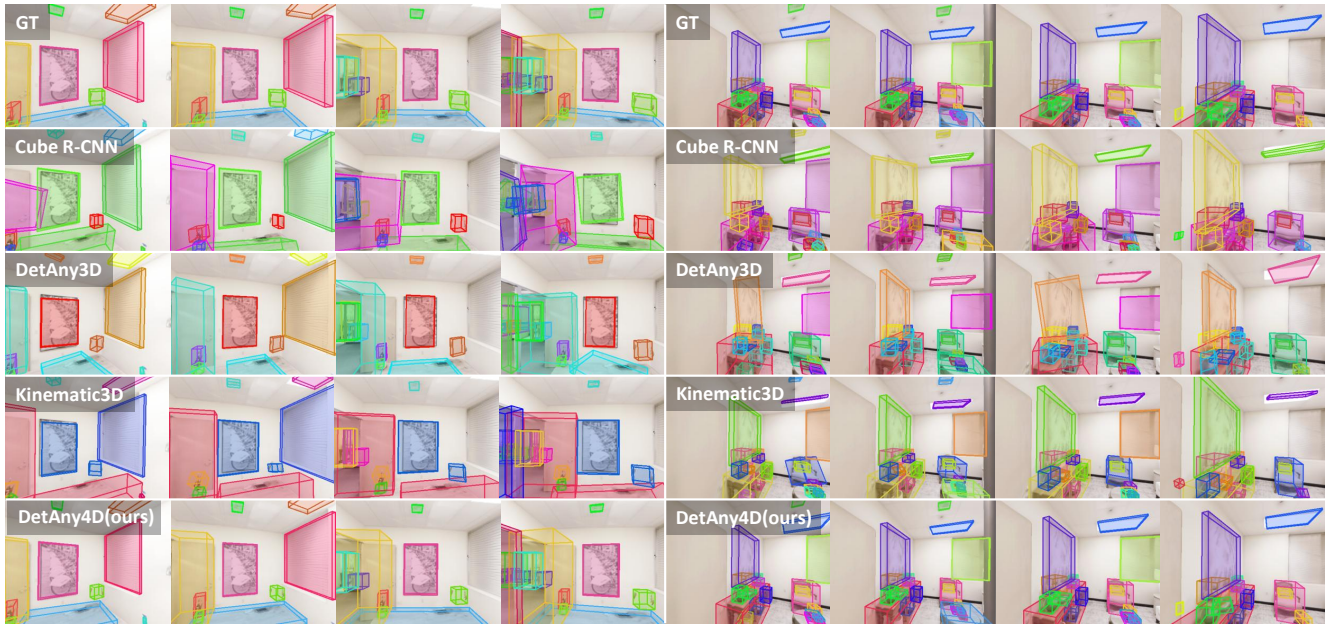 GT
GT
Cube R-CNN
Cube R-CNN
DetAny3D
DetAny3D
Kinematic3D
Kinematic3D
DetAny4D(ours)
DetAny4D(ours)